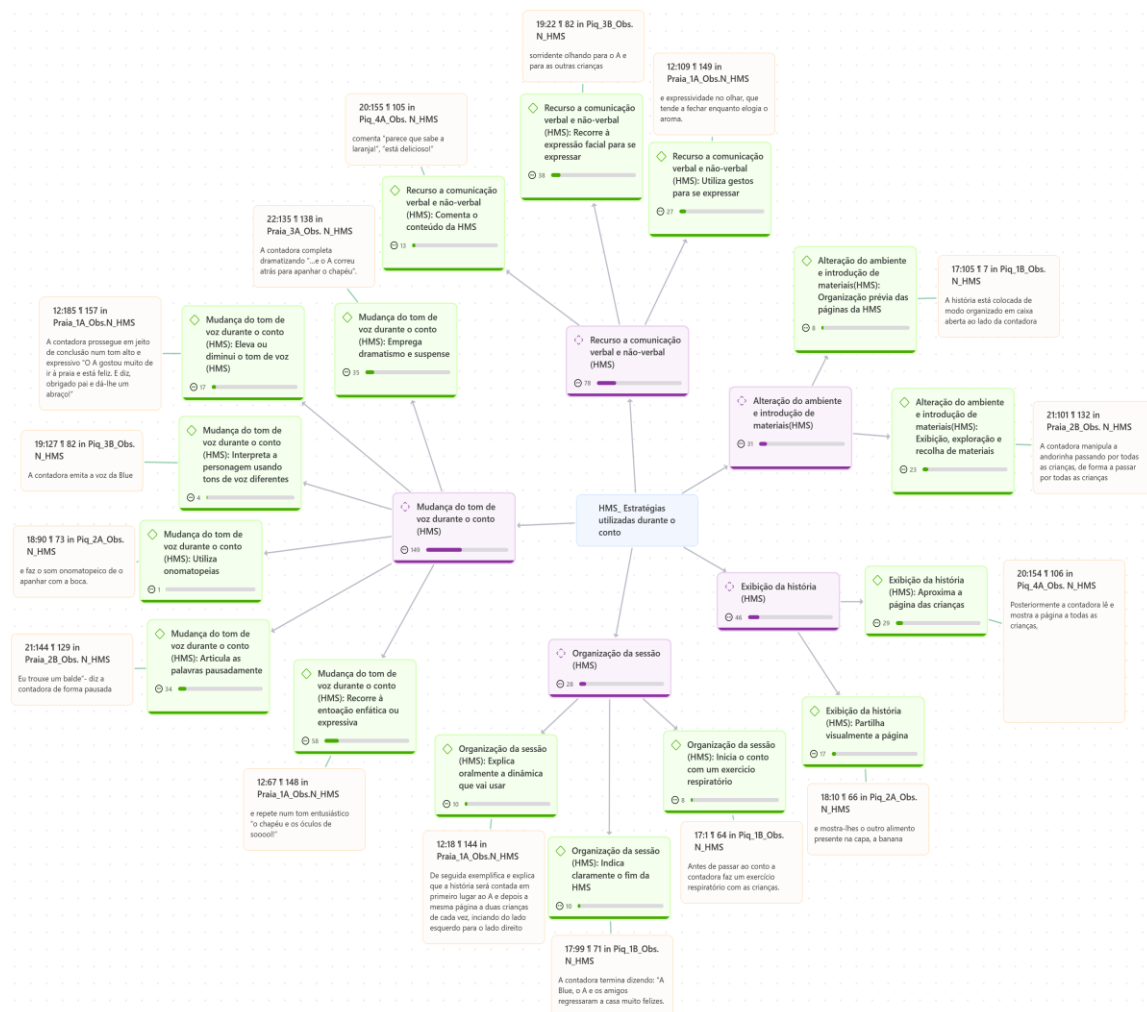 19:22 ¶ 82 in Piq_3B_Obs.
N_HMS
sorridente olhando para o A e
para as outras crianças
12:109 ¶ 149 in
Praia_1A_Obs.N_HMS
e expressividade no olhar, que
tende a fechar enquanto elogia o
aroma.
20:155 ¶ 105 in
Piq_4A_Obs. N_HMS
comenta "parece que sabe a
laranja!", "está delicioso!"
Recurso a comunicação
verbal e não-verbal
(HMS): Recorre à
expressão facial para se
expressar
38
Recurso a comunicação
verbal e não-verbal
(HMS): Utiliza gestos
para se expressar
27
Recurso a comunicação
verbal e não-verbal
(HMS): Comenta o
conteúdo da HMS
13
22:135 ¶ 138 in
Praia_3A_Obs. N_HMS
A contadora completa
dramatizando "...e o A correu
atrás para apanhar o chapéu".
Alteração do ambiente
e introdução de
materiais(HMS):
Organização prévia das
páginas da HMS
8
17:105 ¶ 7 in Piq_1B_Obs.
N_HMS
A história está colocada de
modo organizado em caixa
aberta ao lado da contadora
12:185 ¶ 157 in
Praia_1A_Obs.N_HMS
A contadora prossegue em jeito
de conclusão num tom alto e
expressivo "O A gostou muito de
ir á praia e está feliz. E diz,
obrigado pai e dá-lhe um
abraço!"
Mudança do tom de
voz durante o conto
(HMS): Eleva ou
diminui o tom de voz
(HMS)
17
Mudança do tom de
voz durante o conto
(HMS): Emprega
dramatismo e suspense
35
Recurso a comunicação
verbal e não-verbal
(HMS)
78
Alteração do ambiente
e introdução de
materiais(HMS)
31
Alteração do ambiente
e introdução de
materiais(HMS):
Exibição, exploração e
recolha de materiais
23
21:101 ¶ 132 in
Praia_2B_Obs. N_HMS
A contadora manipula a
andorinha passando por todas
as crianças, de forma a passar
por todas as crianças
19:127 ¶ 82 in Piq_3B_Obs.
N_HMS
A contadora emita a voz da Blue
Mudança do tom de
voz durante o conto
(HMS): Interpreta a
personagem usando
tons de voz diferentes
4
Mudança do tom de
voz durante o conto
(HMS)
149
HMS_ Estratégias
utilizadas durante o
conto
18:90 ¶ 73 in Piq_2A_Obs.
N_HMS
e faz o som onomatopeico de o
apanhar com a boca.
Mudança do tom de
voz durante o conto
(HMS): Utiliza
onomatopeias
1
Exibição da história
(HMS)
46
Exibição da história
(HMS): Aproxima a
página das crianças
29
20:154 ¶ 106 in
Piq_4A_Obs. N_HMS
Posteriormente a contadora lê e
mostra a página a todas as
crianças,
21:144 ¶ 129 in
Praia_2B_Obs. N_HMS
Eu trouxe um balde"- diz a
contadora de forma pausada
Mudança do tom de
voz durante o conto
(HMS): Articula as
palavras pausadamente
34
Organização da sessão
(HMS)
28
Mudança do tom de
voz durante o conto
(HMS): Recorre à
entoação enfática ou
expressiva
58
Exibição da história
(HMS): Partilha
visualmente a página
17
Organização da sessão
(HMS): Explica
oralmente a dinâmica
que vai usar
10
Organização da sessão
(HMS): Inicia o conto
com um exercício
respiratório
8
12:67 ¶ 148 in
Praia_1A_Obs.N_HMS
e repete num tom entusiástico
"o chapéu e os óculos de
soooo!!"
18:10 ¶ 66 in Piq_2A_Obs.
N_HMS
e mostra-lhes o outro alimento
presente na capa, a banana
12:18 ¶ 144 in
Praia_1A_Obs.N_HMS
De seguida exemplifica e explica
que a história será contada em
primeiro lugar ao A e depois a
mesma página a duas crianças
de cada vez, inciando do lado
esquerdo para o lado direito
Organização da sessão
(HMS): Indica
claramente o fim da
HMS
10
17:1 ¶ 64 in Piq_1B_Obs.
N_HMS
Antes de passar ao conto a
contadora faz um exercício
respiratório com as crianças.
17:99 ¶ 71 in Piq_1B_Obs.
N_HMS
A contadora termina dizendo: "A
Blue, o A e os amigos
regressaram a casa muito felizes.